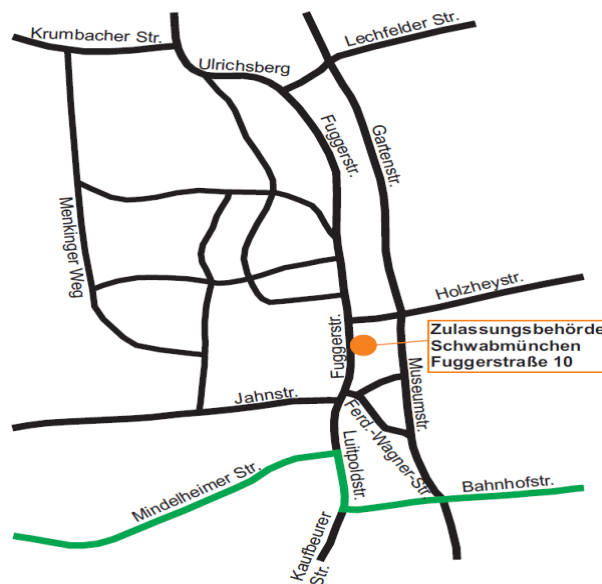 Krumbacher Str.
Lechfelder Str.
Ulrichsberg
Fuggerstr.
Gartenstr.
Menkinger Weg
Holzheystr.
Fuggerstr.
Zulassungsbehörde
Schwabmünchen
Fuggerstraße 10
Museumstr.
Jahnstr.
Ferd.-Wagner-Str.
Luitpoldstr.
Mindelheimer Str.
Bahnhofstr.
Kaufbeurer
Str.